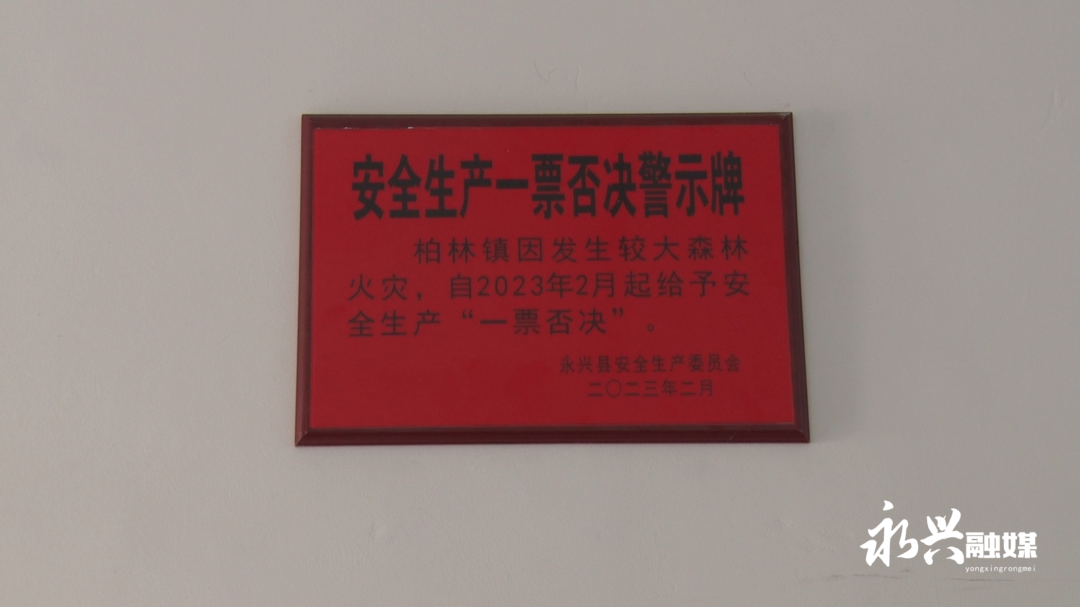 安全生产一票否决警示牌
柏林镇因发生较大森林
火灾，自2023年2月起给予安
全生产“一票否决”。
永兴县安全生产委员会
二〇二三年二月
永兴融媒
yongxingrongmei